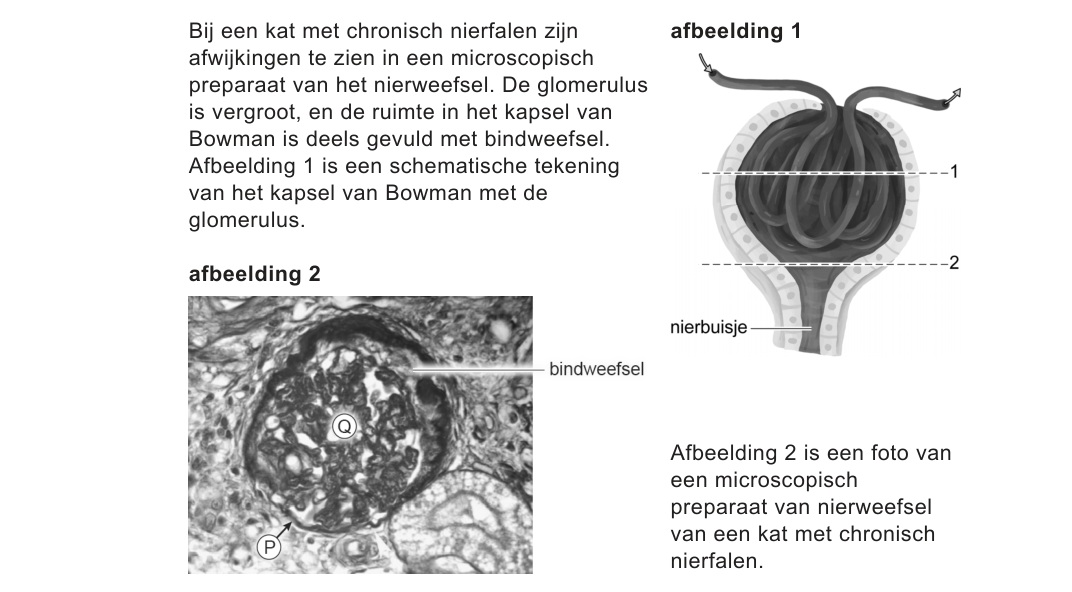 Bij een kat met chronisch nierfalen zijn
afwijkingen te zien in een microscopisch
preparaat van het nierweefsel. De glomerulus
is vergroot, en de ruimte in het kapsel van
Bowman is deels gevuld met bindweefsel.
Afbeelding 1 is een schematische tekening
van het kapsel van Bowman met de
glomerulus.
afbeelding 1
1
2
nierbuisje
afbeelding 2
bindweefsel
Q
P
Afbeelding 2 is een foto van
een microscopisch
preparaat van nierweefsel
van een kat met chronisch
nierfalen.